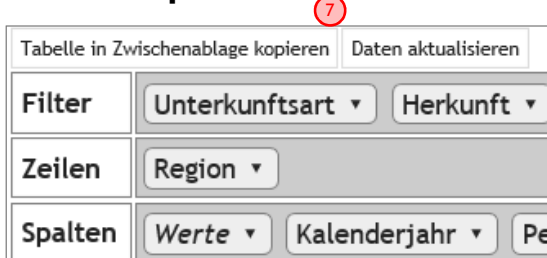 7
Tabelle in Zwischenablage kopieren Daten aktualisieren
Filter Unterkunftsart Herkunft
Zeilen Region
Spalten Werte Kalenderjahr